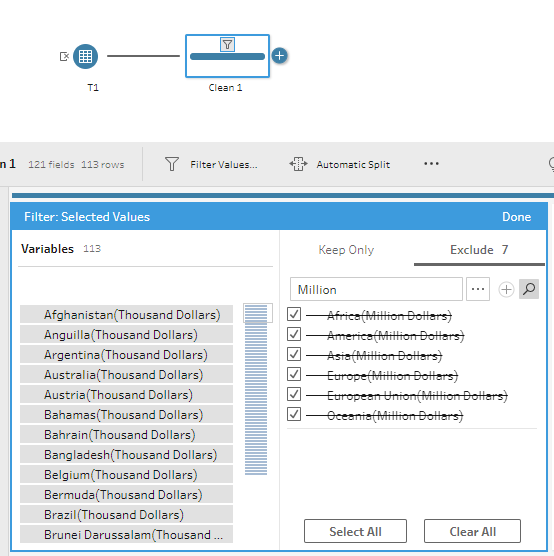 T1
Clean 1
n 1 121 fields 113 rows Filter Values... Automatic Split ...
Filter: Selected Values Done
Variables 113
Keep Only Exclude 7
Million ...
Afghanistan(Thousand Dollars)
Anguilla(Thousand Dollars)
Argentina(Thousand Dollars)
Australia(Thousand Dollars)
Austria(Thousand Dollars)
Bahamas(Thousand Dollars)
Bahrain(Thousand Dollars)
Bangladesh(Thousand Dollars)
Belgium(Thousand Dollars)
Bermuda(Thousand Dollars)
Brazil(Thousand Dollars)
Brunei Darussalam(Thousand ...
Africa(Million Dollars)
America(Million Dollars)
Asia(Million Dollars)
Europe(Million Dollars)
European Union(Million Dollars)
Oceania(Million Dollars)
Select All Clear All